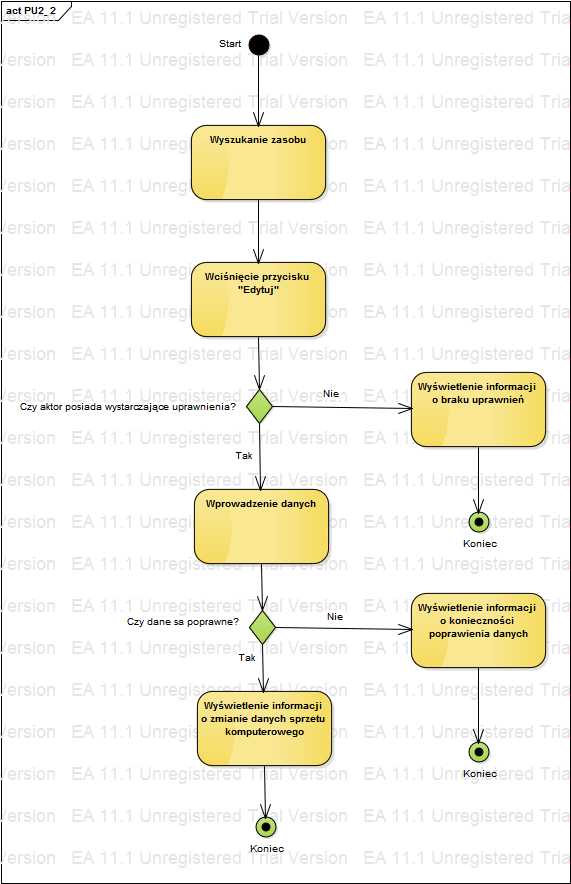 act PU2_2
Start
Wyszukanie zasobu
Wciśnięcie przycisku
"Edytuj"
Czy aktor posiada wystarczające uprawnienia?
Nie
Wyświetlenie informacji
o braku uprawnień
Tak
Koniec
Wprowadzenie danych
Czy dane sa poprawne?
Nie
Wyświetlenie informacji
o konieczności
poprawienia danych
Tak
Wyświetlenie informacji
o zmianie danych sprzetu
komputerowego
Koniec
Koniec
EA 11.1 Unregistered Trial Version